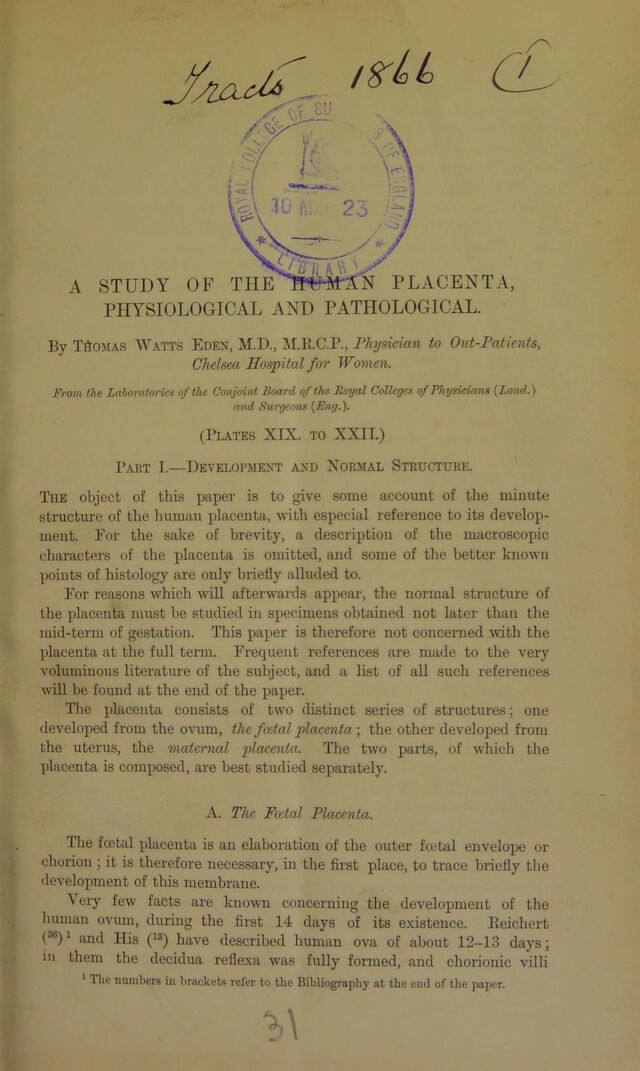 Tracts 1866 1
ROYAL COLLEGE OF SU S OF ENGLAND
10 M 23
* LIBRARY *
A STUDY OF THE HUMAN PLACENTA,
PHYSIOLOGICAL AND PATHOLOGICAL.
By THOMAS WATTS EDEN, M.D., M.R.C.P., Physician to Out-Patients,
Chelsea Hospital for Women.
From the Laboratories of the Conjoint Board of the Royal Colleges of Physicians (Lond.)
and Surgeons (Eng.).
(PLATES XIX. TO XXII.)
PART I.—DEVELOPMENT AND NORMAL STRUCTURE.
THE object of this paper is to give some account of the minute
structure of the human placenta, with especial reference to its develop-
ment. For the sake of brevity, a description of the macroscopic
characters of the placenta is omitted, and some of the better known
points of histology are only briefly alluded to.
For reasons which will afterwards appear, the normal structure of
the placenta must be studied in specimens obtained not later than the
mid-term of gestation. This paper is therefore not concerned with the
placenta at the full term. Frequent references are made to the very
voluminous literature of the subject, and a list of all such references
will be found at the end of the paper.
The placenta consists of two distinct series of structures; one
developed from the ovum, the fœtal placenta; the other developed from
the uterus, the maternal placenta. The two parts, of which the
placenta is composed, are best studied separately.
A. The Fœtal Placenta.
The fœtal placenta is an elaboration of the outer fœtal envelope or
chorion; it is therefore necessary, in the first place, to trace briefly the
development of this membrane.
Very few facts are known concerning the development of the
human ovum, during the first 14 days of its existence. Reichert
(36)¹ and His (13) have described human ova of about 12–13 days;
in them the decidua reflexa was fully formed, and chorionic villi
¹ The numbers in brackets refer to the Bibliography at the end of the paper.
31